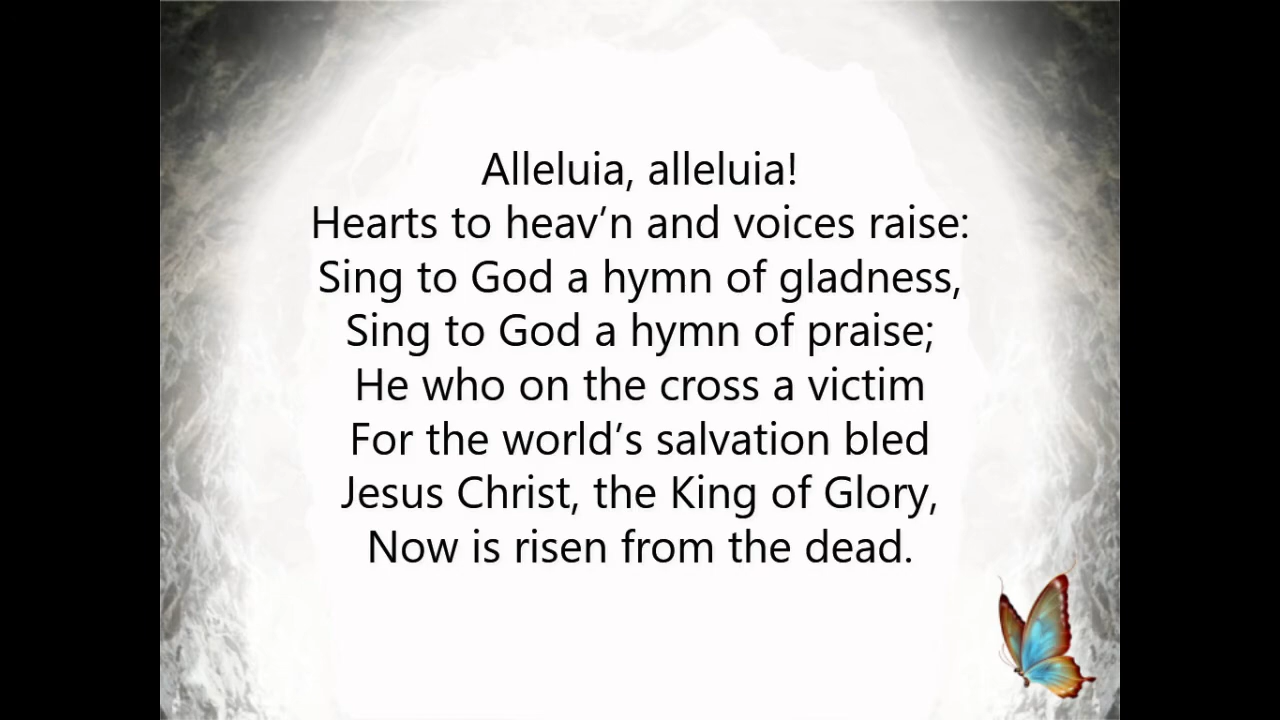 Alleluia, alleluia!
Hearts to heav’n and voices raise:
Sing to God a hymn of gladness,
Sing to God a hymn of praise;
He who on the cross a victim
For the world’s salvation bled
Jesus Christ, the King of Glory,
Now is risen from the dead.